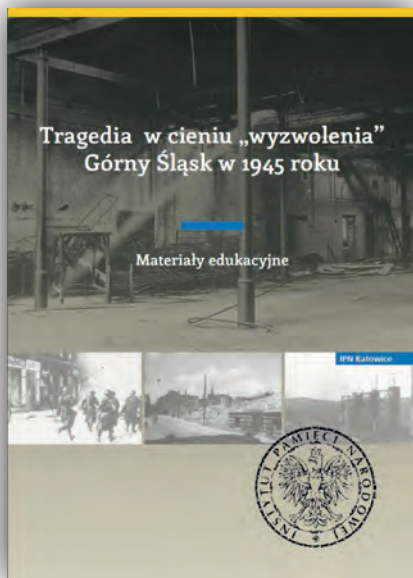 Tragedia w cieniu „wyzwolenia”
Górny Śląsk w 1945 roku
Materiały edukacyjne
IPN Katowice
INSTYTUT PAMIĘCI NARODOWEJ